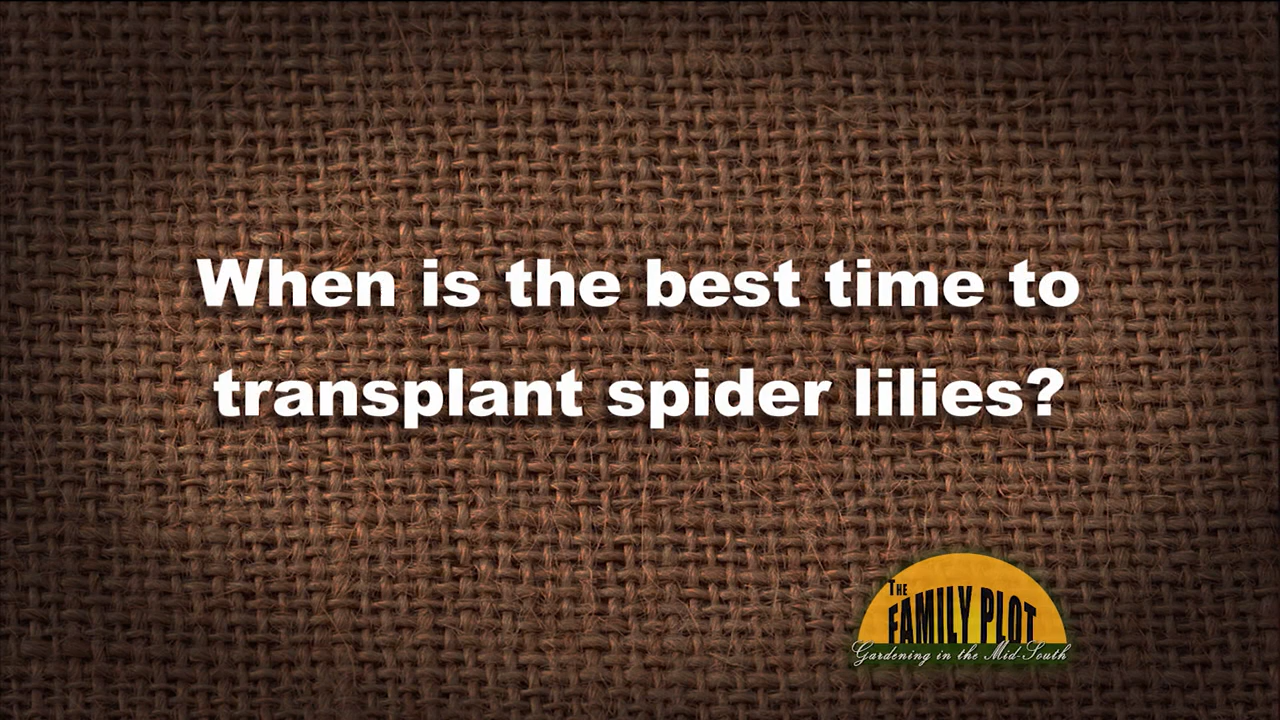 When is the best time to
transplant spider lilies?
THE
FAMILY PLOT
Gardening in the Mid-South